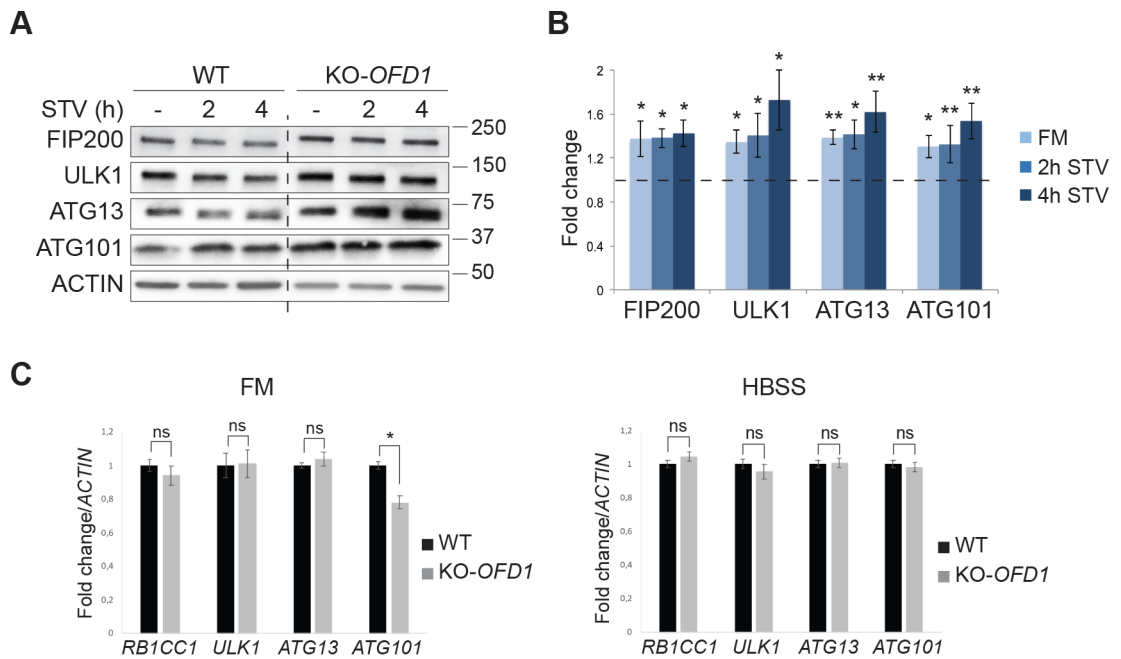 A
WT KO-OFD1
STV (h) - 2 4 - 2 4
FIP200 250
ULK1 150
ATG13 75
ATG101 37
ACTIN 50
B
Fold change
2
1.6
1.2
0.8
0.4
0
* * * * * * ** * ** * ** **
FIP200 ULK1 ATG13 ATG101
FM
2h STV
4h STV
C
FM
Fold change/ACTIN
1,2
1
0,8
0,6
0,4
0,2
0
ns ns ns *
RB1CC1 ULK1 ATG13 ATG101
WT
KO-OFD1
HBSS
Fold change/ACTIN
1,2
1
0,8
0,6
0,4
0,2
0
ns ns ns ns
RB1CC1 ULK1 ATG13 ATG101
WT
KO-OFD1